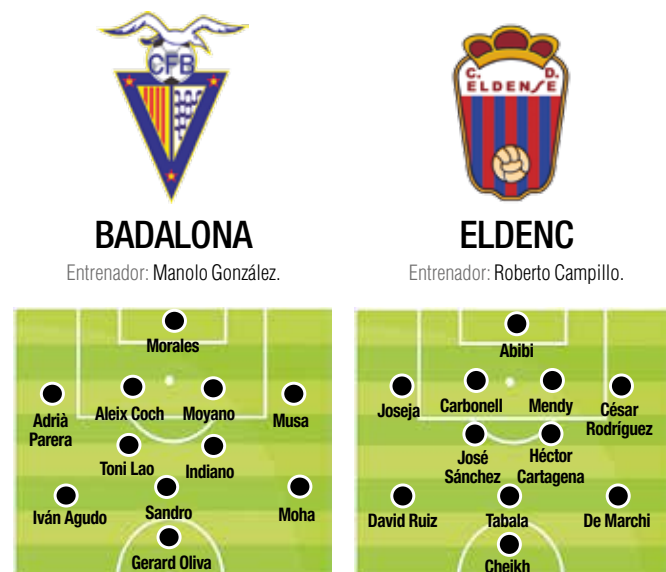 CFB
BADALONA
Entrenador: Manolo González.
Morales
Adrià
Parera
Aleix Coch
Moyano
Musa
Toni Lao
Indiano
Iván Agudo
Sandro
Moha
Gerard Oliva
C. D.
ELDENSE
ELDENC
Entrenador: Roberto Campillo.
Abibi
Joseja
Carbonell
Mendy
César
Rodríguez
José
Sánchez
Héctor
Cartagena
David Ruiz
Tabala
De Marchi
Cheikh